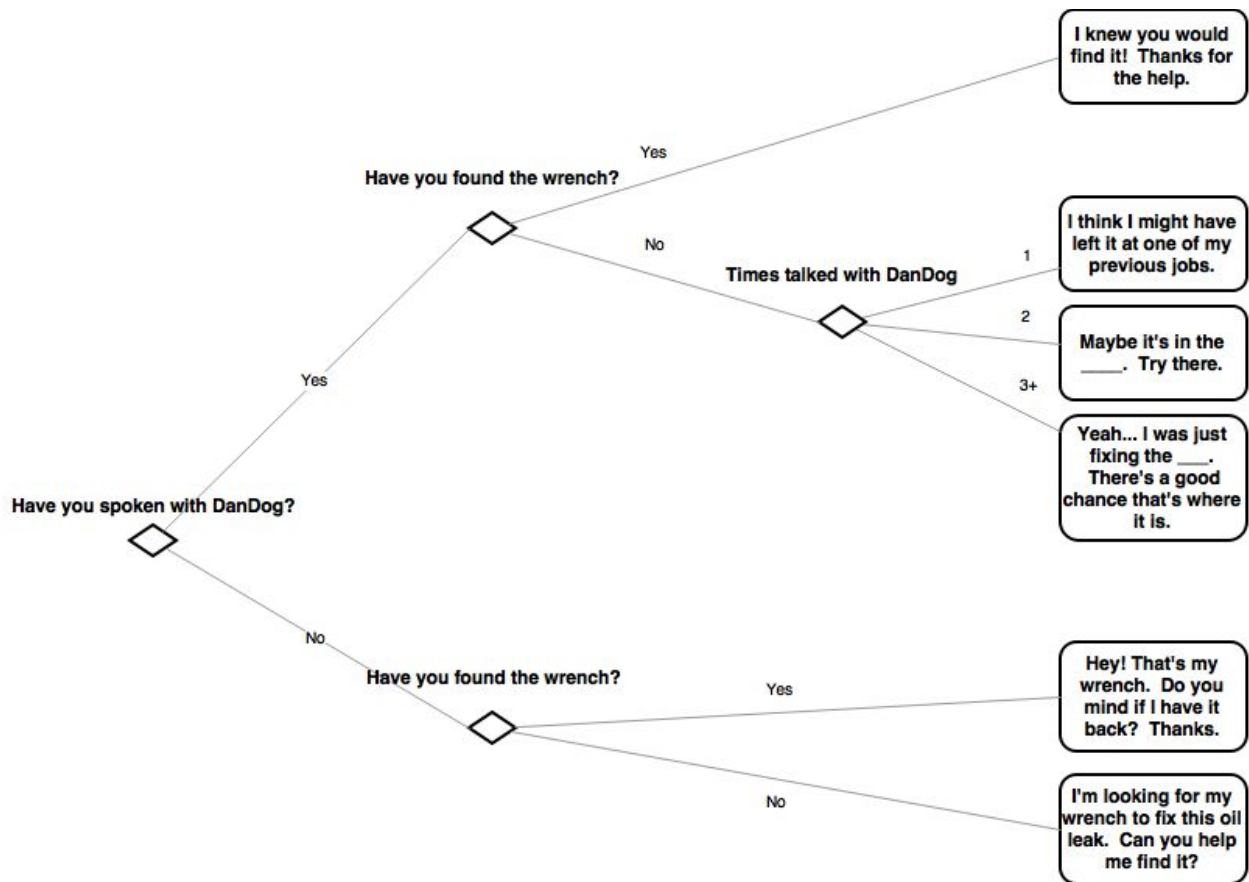 I knew you would
find it!  Thanks for
the help.
Yes
Have you found the wrench?
I think I might have
left it at one of my
previous jobs.
No
1
Times talked with DanDog
2
Maybe it's in the
____.  Try there.
Yes
3+
Yeah... I was just
fixing the ___.
There's a good
chance that's where
it is.
Have you spoken with DanDog?
No
Have you found the wrench?
Yes
Hey! That's my
wrench.  Do you
mind if I have it
back?  Thanks.
No
I'm looking for my
wrench to fix this oil
leak.  Can you help
me find it?